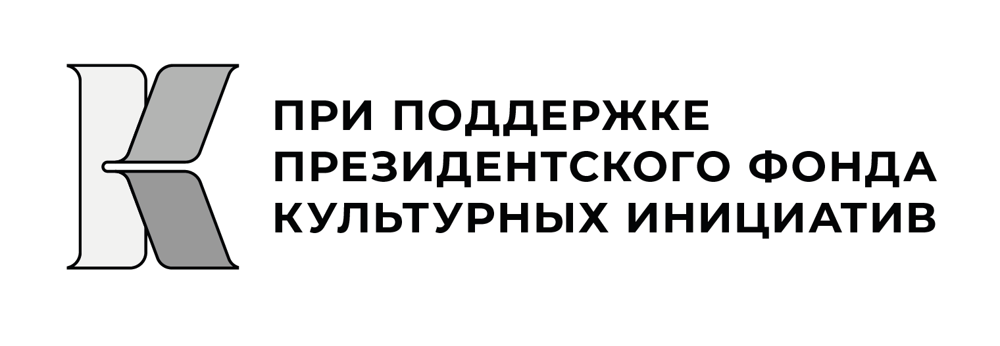 ПРИ ПОДДЕРЖКЕ
ПРЕЗИДЕНТСКОГО ФОНДА
КУЛЬТУРНЫХ ИНИЦИАТИВ